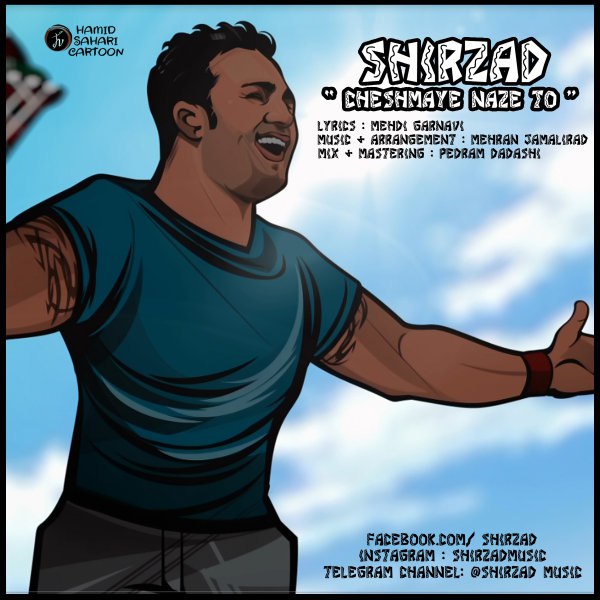 HAMID
SAHARI
CARTOON
SHIRZAD
" CHESHMAYE NAZE TO "
LYRICS : MEHDI GARNAVI
MUSIC + ARRANGEMENT : MEHRAN JAMALIRAD
MIX + MASTERING : PEDRAM DADASHI
FACEBOOK.COM/ SHIRZAD
INSTAGRAM : SHIRZADMUSIC
TELEGRAM CHANNEL: @SHIRZAD MUSIC